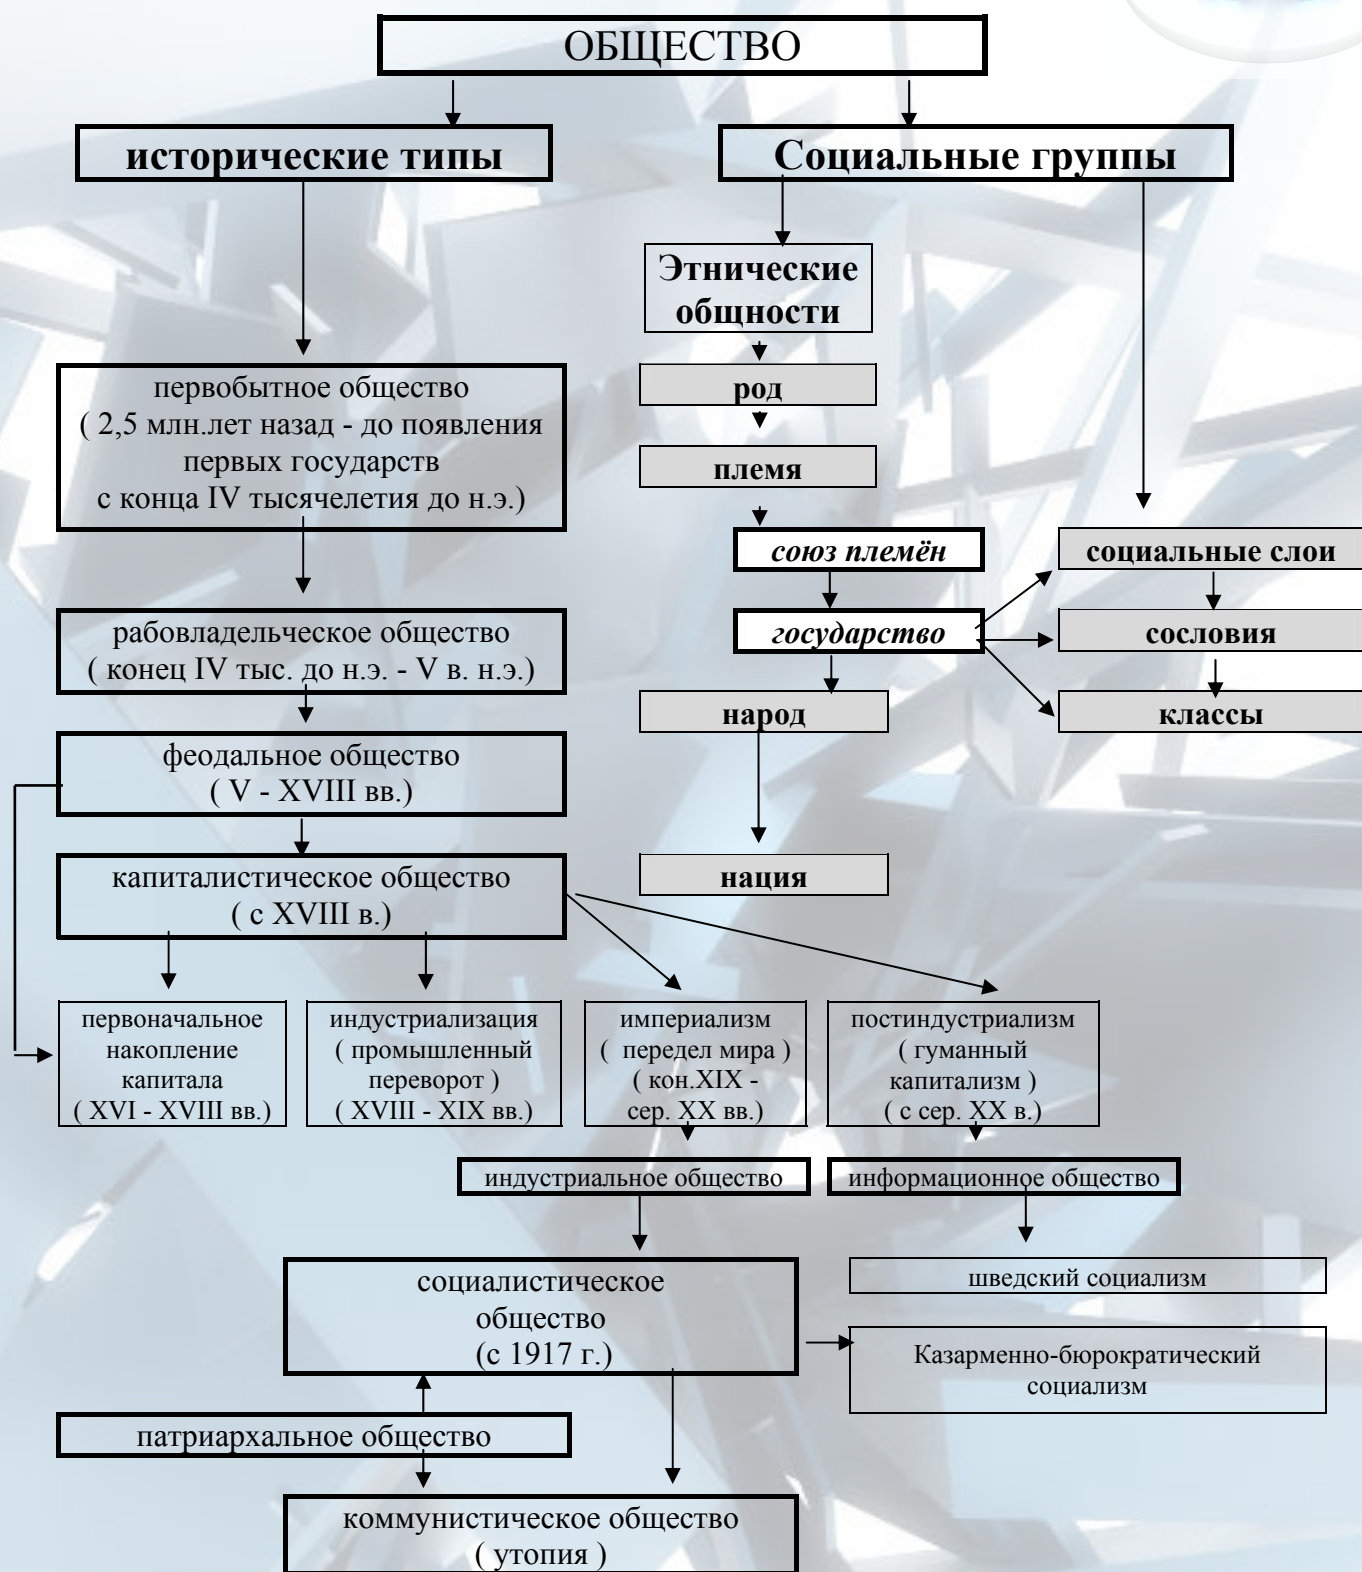 ОБЩЕСТВО
исторические типы
Социальные группы
Этнические
общности
род
племя
союз племён
государство
народ
нация
социальные слои
сословия
классы
первобытное общество
( 2,5 млн.лет назад - до появления
первых государств
с конца IV тысячелетия до н.э.)
рабовладельческое общество
( конец IV тыс. до н.э. - V в. н.э.)
феодальное общество
( V - XVIII вв.)
капиталистическое общество
( с XVIII в.)
первоначальное
накопление
капитала
( XVI - XVIII вв.)
индустриализация
( промышленный
переворот )
( XVIII - XIX вв.)
империализм
( передел мира )
( кон.XIX -
сер. XX вв.)
постиндустриализм
( гуманный
капитализм )
( с сер. XX в.)
индустриальное общество
информационное общество
социалистическое
общество
(с 1917 г.)
шведский социализм
Казарменно-бюрократический
социализм
патриархальное общество
коммунистическое общество
( утопия )